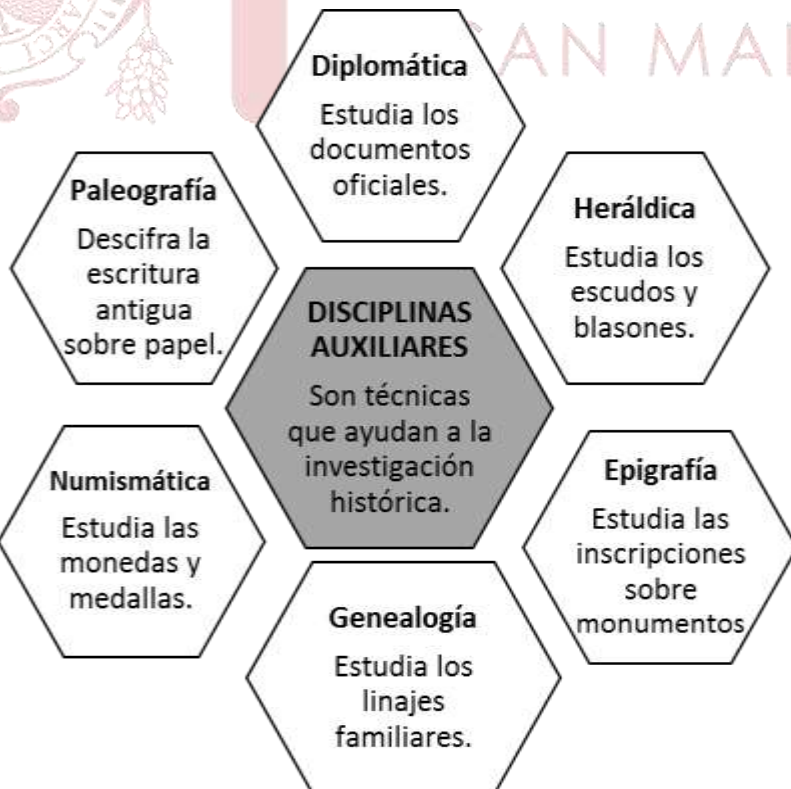 SAN MA
Diplomática
Estudia los
documentos
oficiales.
Paleografía
Descifra la
escritura
antigua
sobre papel.
Heráldica
Estudia los
escudos y
blasones.
DISCIPLINAS
AUXILIARES
Son técnicas
que ayudan a la
investigación
histórica.
Numismática
Estudia las
monedas y
medallas.
Epigrafía
Estudia las
inscripciones
sobre
monumentos
Genealogía
Estudia los
linajes
familiares.